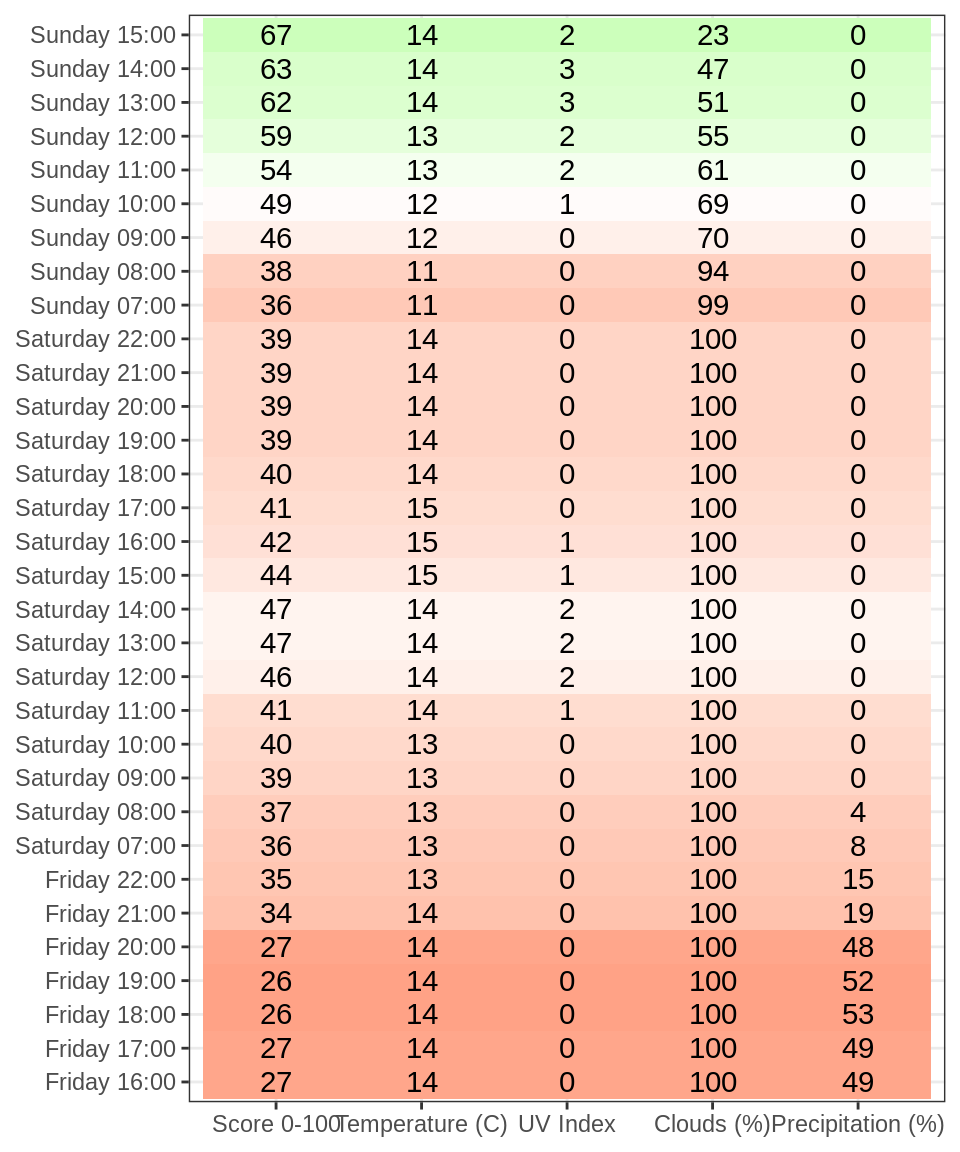 Sunday 15:00 67 14 2 23 0
Sunday 14:00 63 14 3 47 0
Sunday 13:00 62 14 3 51 0
Sunday 12:00 59 13 2 55 0
Sunday 11:00 54 13 2 61 0
Sunday 10:00 49 12 1 69 0
Sunday 09:00 46 12 0 70 0
Sunday 08:00 38 11 0 94 0
Sunday 07:00 36 11 0 99 0
Saturday 22:00 39 14 0 100 0
Saturday 21:00 39 14 0 100 0
Saturday 20:00 39 14 0 100 0
Saturday 19:00 39 14 0 100 0
Saturday 18:00 40 14 0 100 0
Saturday 17:00 41 15 0 100 0
Saturday 16:00 42 15 1 100 0
Saturday 15:00 44 15 1 100 0
Saturday 14:00 47 14 2 100 0
Saturday 13:00 47 14 2 100 0
Saturday 12:00 46 14 2 100 0
Saturday 11:00 41 14 1 100 0
Saturday 10:00 40 13 0 100 0
Saturday 09:00 39 13 0 100 0
Saturday 08:00 37 13 0 100 4
Saturday 07:00 36 13 0 100 8
Friday 22:00 35 13 0 100 15
Friday 21:00 34 14 0 100 19
Friday 20:00 27 14 0 100 48
Friday 19:00 26 14 0 100 52
Friday 18:00 26 14 0 100 53
Friday 17:00 27 14 0 100 49
Friday 16:00 27 14 0 100 49
Score 0-100 Temperature (C) UV Index Clouds (%) Precipitation (%)